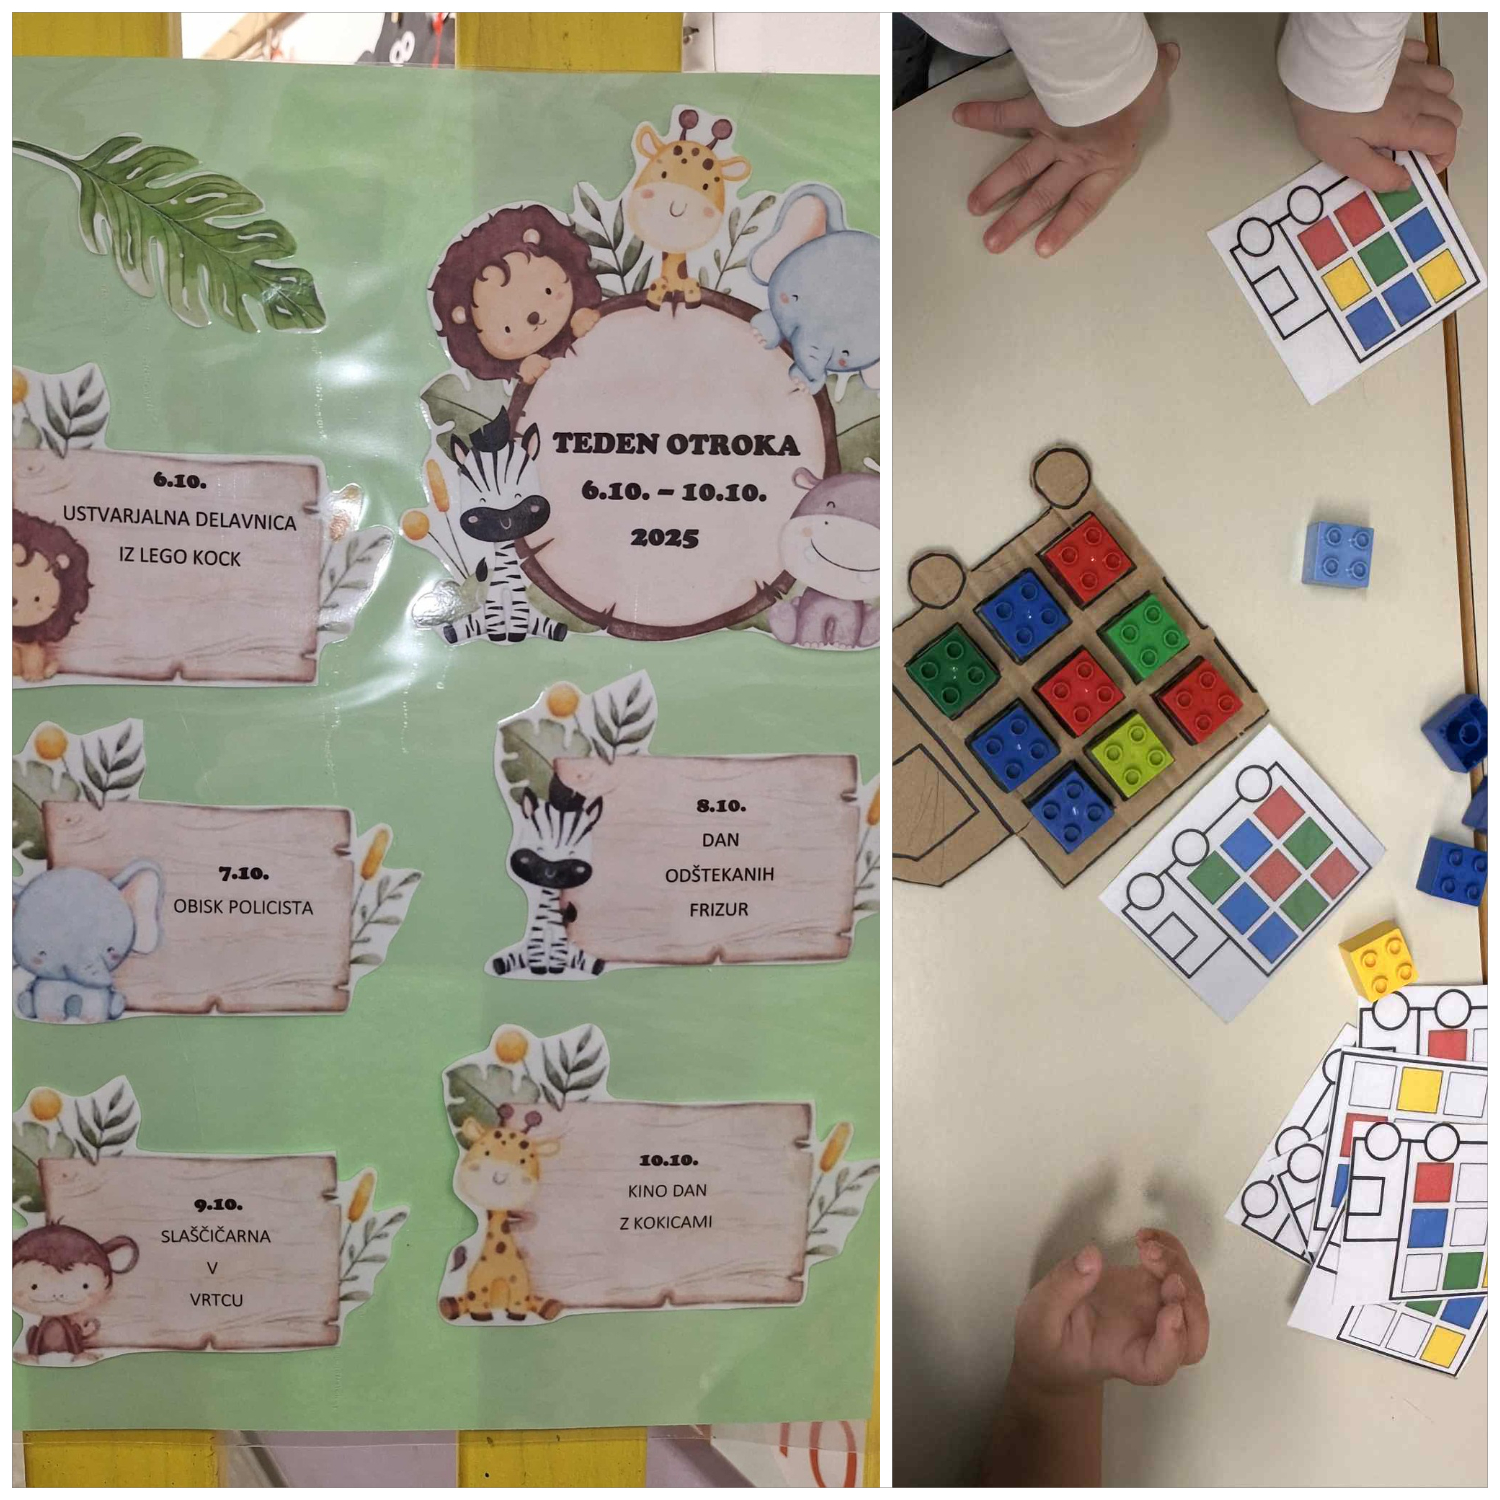 TEDEN OTROKA
6.10. – 10.10.
2025
6.10.
USTVARJALNA DELAVNICA
IZ LEGO KOCK
7.10.
OBISK POLICISTA
8.10.
DAN
ODŠTEKANIH
FRIZUR
9.10.
SLAŠČIČARNA
V
VRTCU
10.10.
KINO DAN
Z KOKICAMI